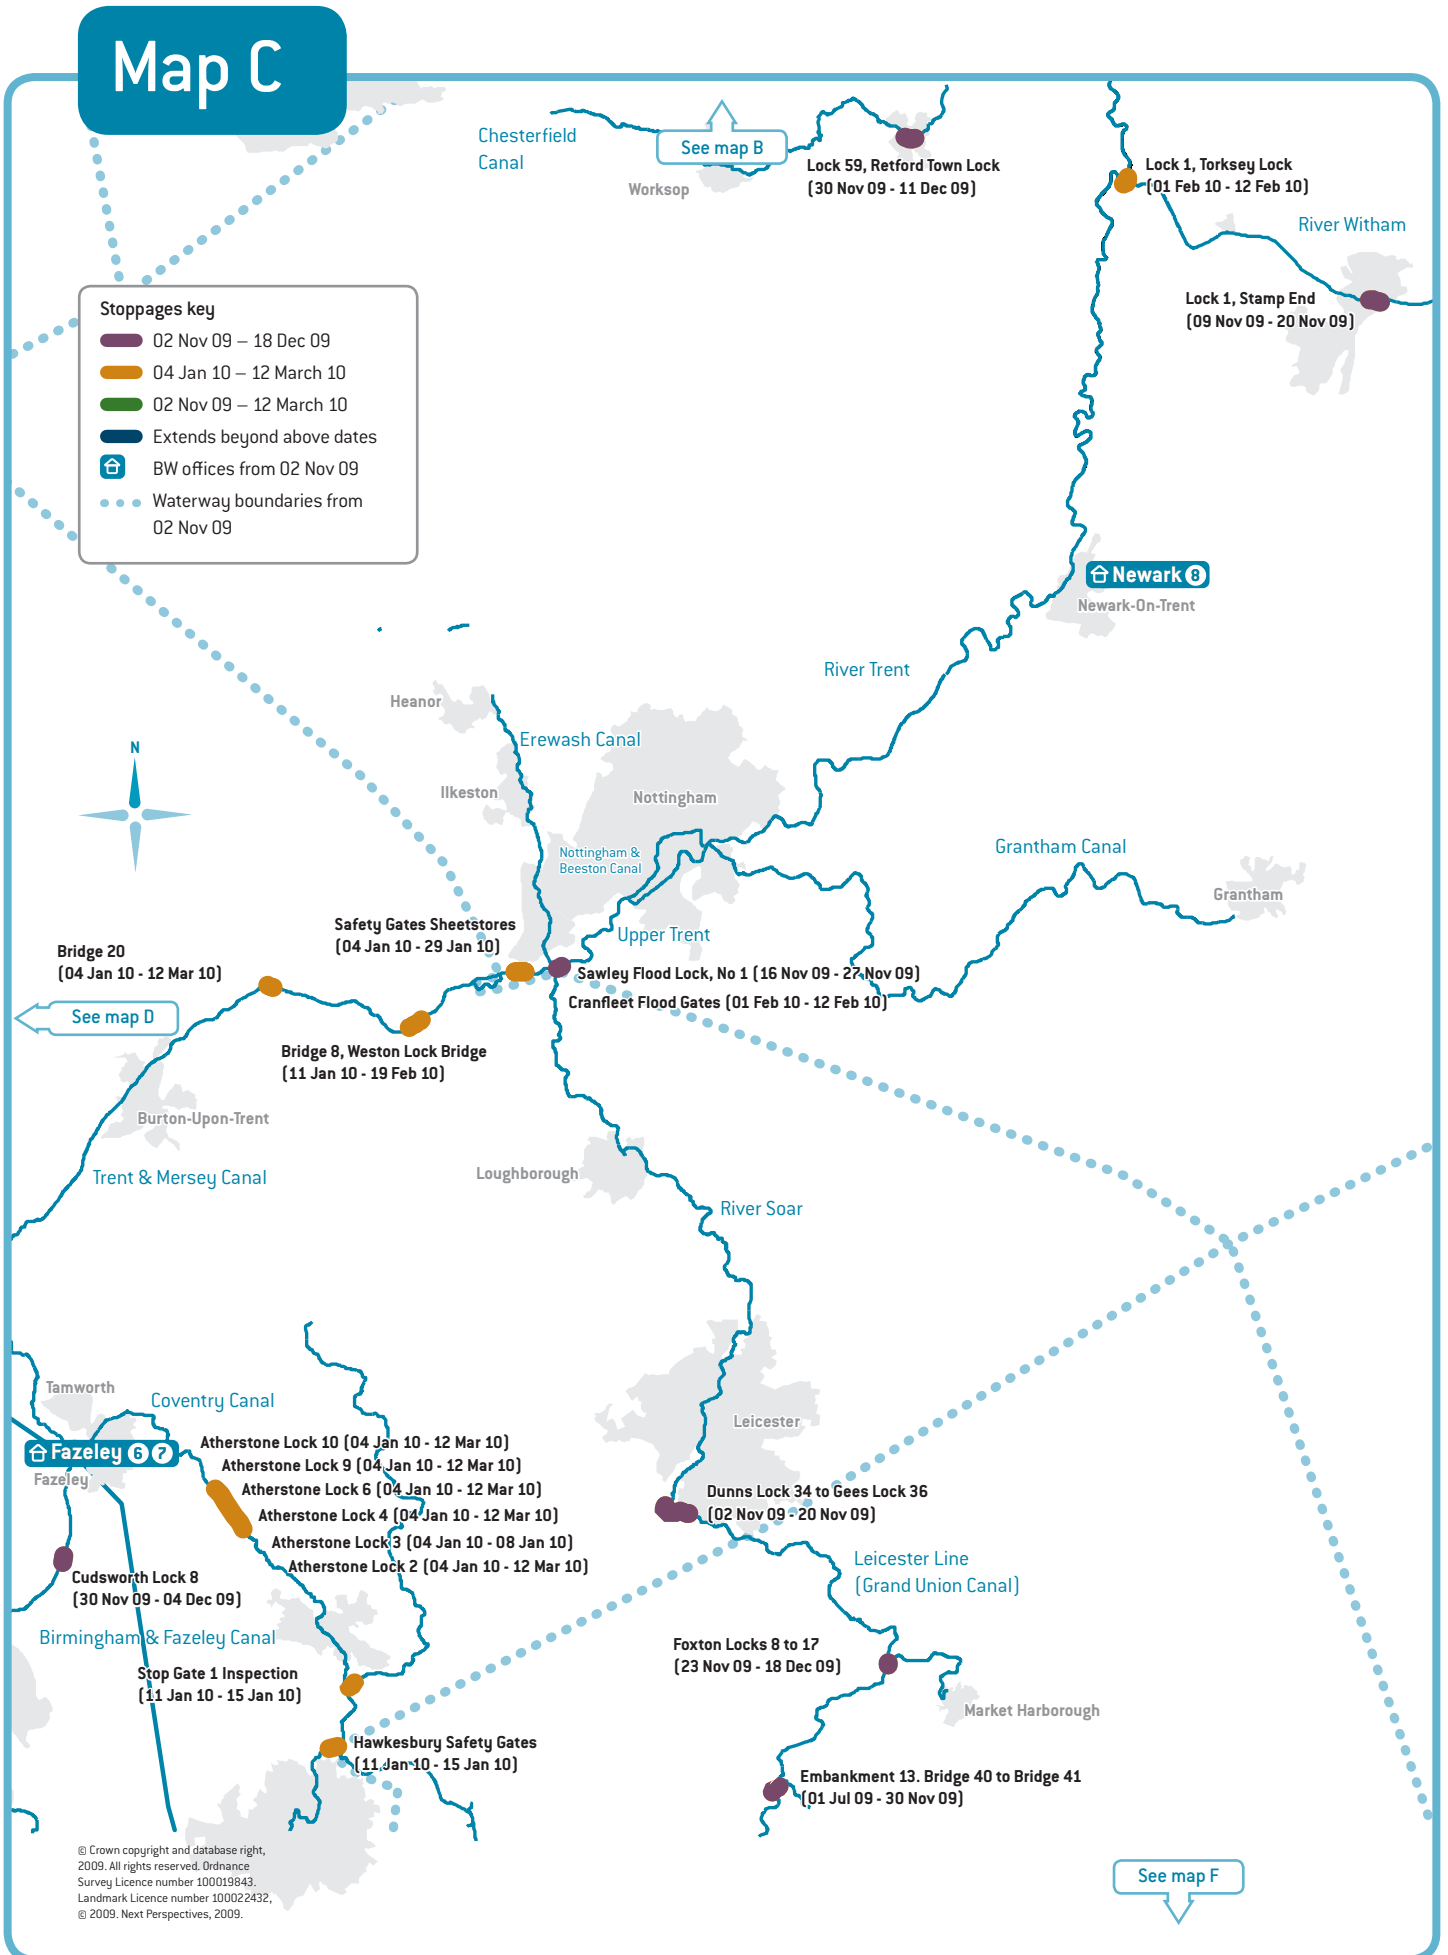 Map C
Chesterfield
Canal
See map B
Worksop
Lock 59, Retford Town Lock
(30 Nov 09 - 11 Dec 09)
Lock 1, Torksey Lock
(01 Feb 10 - 12 Feb 10)
River Witham
Lock 1, Stamp End
(09 Nov 09 - 20 Nov 09)
Stoppages key
02 Nov 09 – 18 Dec 09
04 Jan 10 – 12 March 10
02 Nov 09 – 12 March 10
Extends beyond above dates
BW offices from 02 Nov 09
Waterway boundaries from
02 Nov 09
Newark 8
Newark-On-Trent
River Trent
Heanor
Erewash Canal
N
Ilkeston
Nottingham
Nottingham &
Beeston Canal
Grantham Canal
Grantham
Safety Gates Sheetstores
(04 Jan 10 - 29 Jan 10)
Upper Trent
Bridge 20
(04 Jan 10 - 12 Mar 10)
Sawley Flood Lock, No 1 (16 Nov 09 - 27 Nov 09)
Cranfleet Flood Gates (01 Feb 10 - 12 Feb 10)
See map D
Bridge 8, Weston Lock Bridge
(11 Jan 10 - 19 Feb 10)
Burton-Upon-Trent
Trent & Mersey Canal
Loughborough
River Soar
Tamworth
Coventry Canal
Leicester
Fazeley 6 7
Fazeley
Atherstone Lock 10 (04 Jan 10 - 12 Mar 10)
Atherstone Lock 9 (04 Jan 10 - 12 Mar 10)
Atherstone Lock 6 (04 Jan 10 - 12 Mar 10)
Atherstone Lock 4 (04 Jan 10 - 12 Mar 10)
Atherstone Lock 3 (04 Jan 10 - 08 Jan 10)
Atherstone Lock 2 (04 Jan 10 - 12 Mar 10)
Dunns Lock 34 to Gees Lock 36
(02 Nov 09 - 20 Nov 09)
Leicester Line
(Grand Union Canal)
Cudsworth Lock 8
(30 Nov 09 - 04 Dec 09)
Birmingham & Fazeley Canal
Stop Gate 1 Inspection
(11 Jan 10 - 15 Jan 10)
Foxton Locks 8 to 17
(23 Nov 09 - 18 Dec 09)
Market Harborough
Hawkesbury Safety Gates
(11 Jan 10 - 15 Jan 10)
Embankment 13. Bridge 40 to Bridge 41
(01 Jul 09 - 30 Nov 09)
© Crown copyright and database right,
2009. All rights reserved. Ordnance
Survey Licence number 100019843.
Landmark Licence number 100022432,
© 2009. Next Perspectives, 2009.
See map F